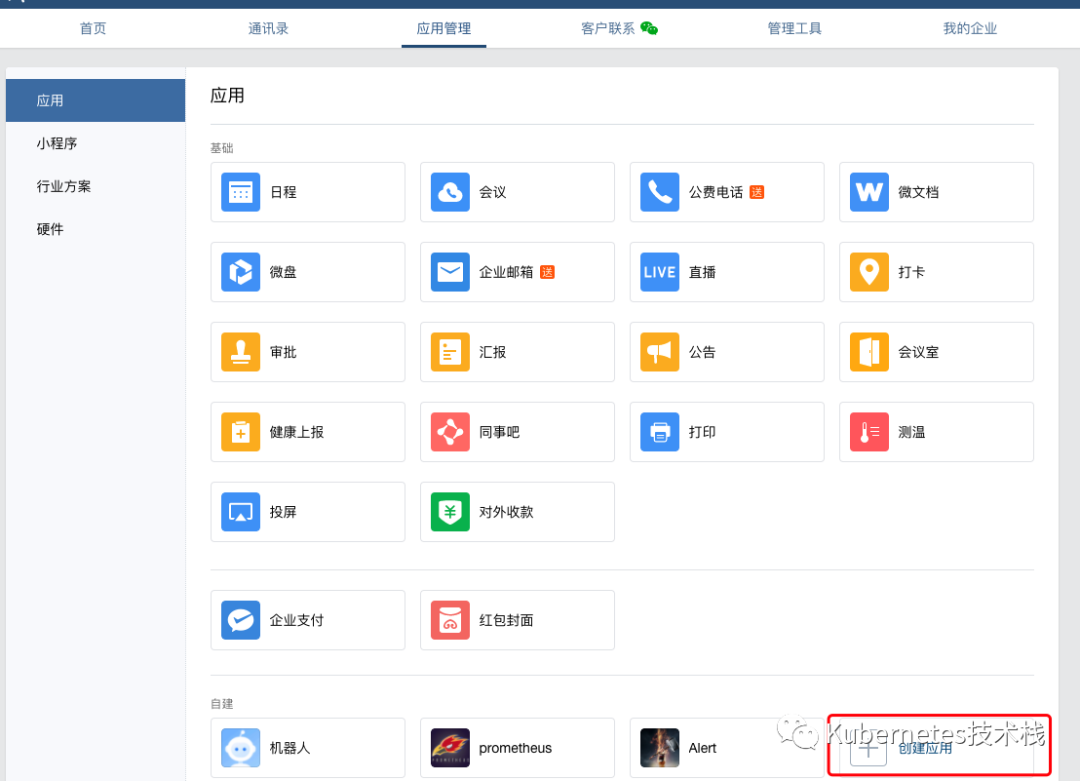 首页 通讯录 应用管理 客户联系 管理工具 我的企业
应用
小程序
行业方案
硬件
应用
基础
日程 会议 公费电话 送 微文档
微盘 企业邮箱 送 LIVE 直播 打卡
审批 汇报 公告 会议室
健康上报 同事吧 打印 测温
投屏 对外收款
企业支付 红包封面
自建
机器人 prometheus Alert 创建应用
Kubernetes技术栈